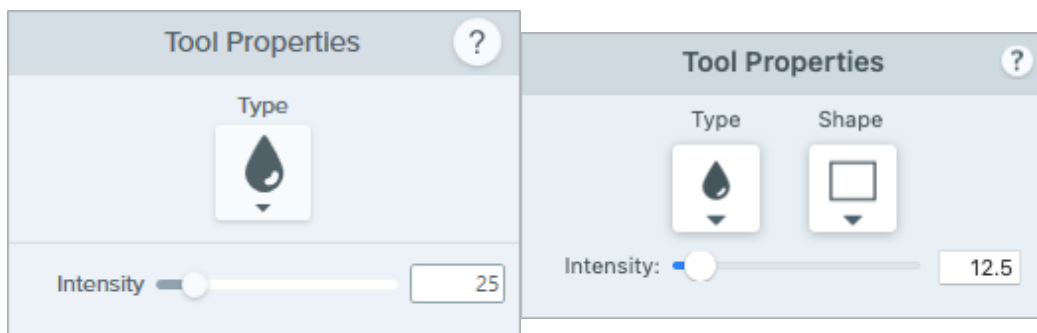 Tool Properties ?
Type
Intensity 25
Tool Properties ?
Type Shape
Intensity: 12.5